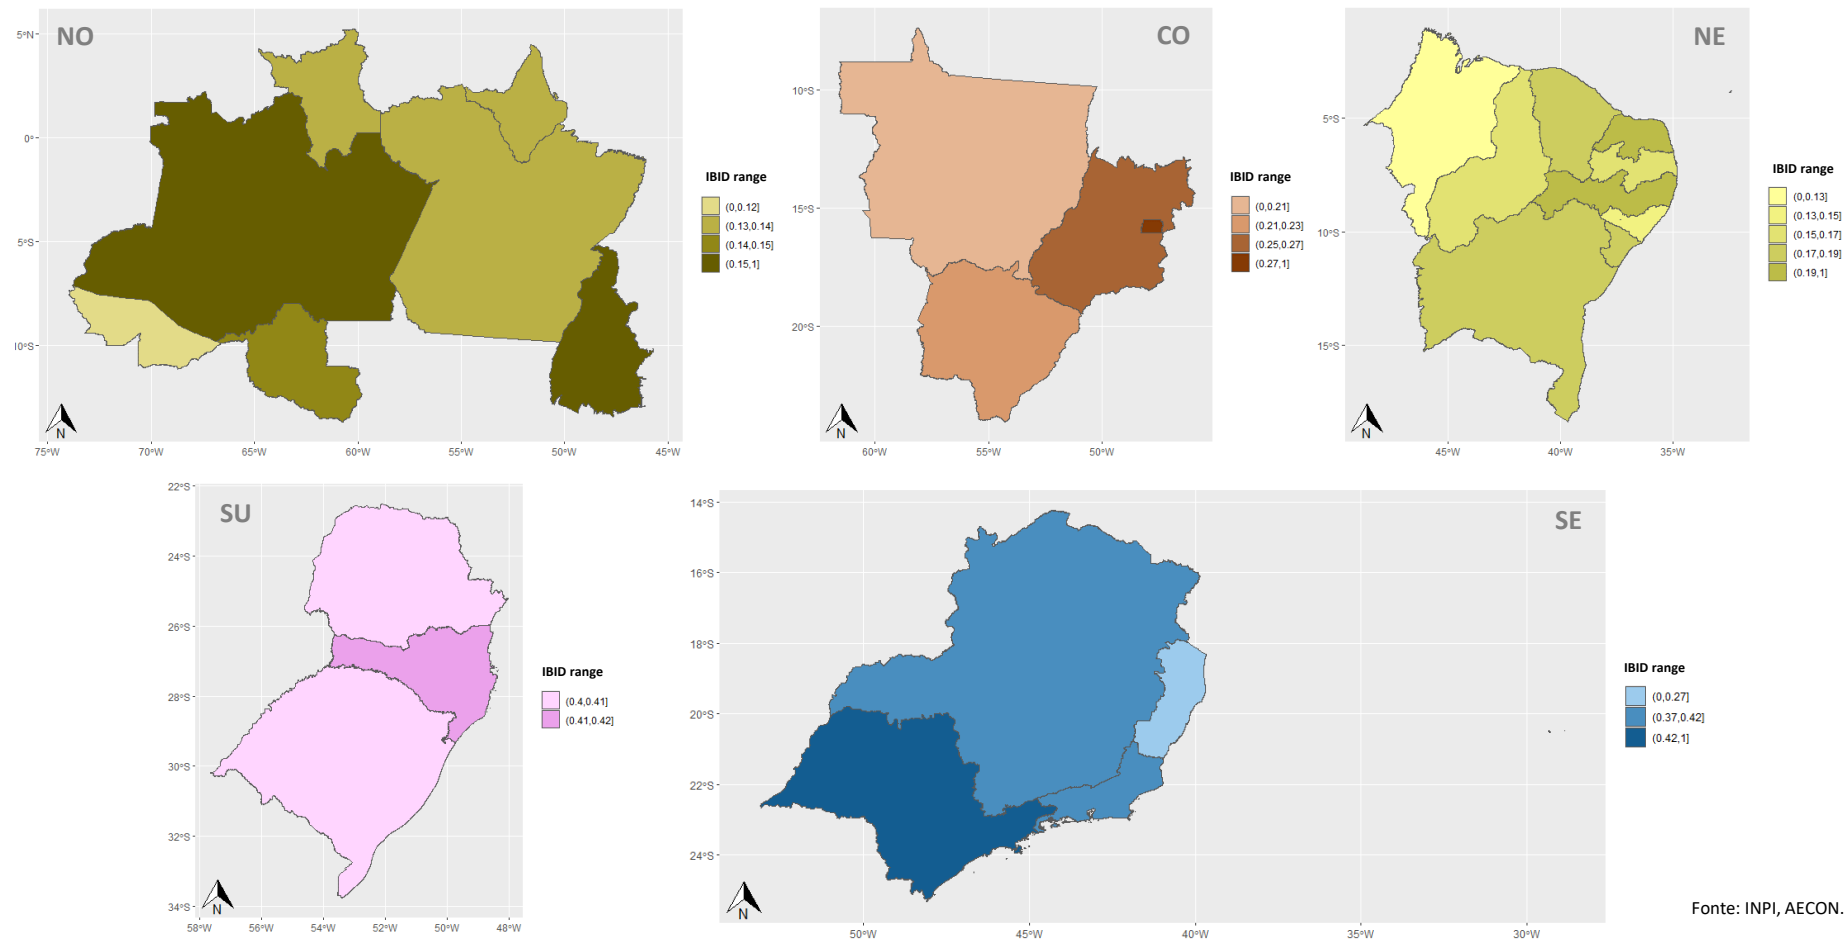 NO
5°N
0°
5°S
10°S
75°W 70°W 65°W 60°W 55°W 50°W 45°W
N
IBID range
(0,0.12]
(0.13,0.14]
(0.14,0.15]
(0.15,1]
CO
10°S
15°S
20°S
60°W 55°W 50°W
N
IBID range
(0,0.21]
(0.21,0.23]
(0.25,0.27]
(0.27,1]
NE
5°S
10°S
15°S
45°W 40°W 35°W
N
IBID range
(0,0.13]
(0.13,0.15]
(0.15,0.17]
(0.17,0.19]
(0.19,1]
SU
22°S
24°S
26°S
28°S
30°S
32°S
34°S
58°W 56°W 54°W 52°W 50°W 48°W
N
IBID range
(0.4,0.41]
(0.41,0.42]
SE
14°S
16°S
18°S
20°S
22°S
24°S
50°W 45°W 40°W 35°W 30°W
N
IBID range
(0,0.27]
(0.37,0.42]
(0.42,1]
Fonte: INPI, AECON.